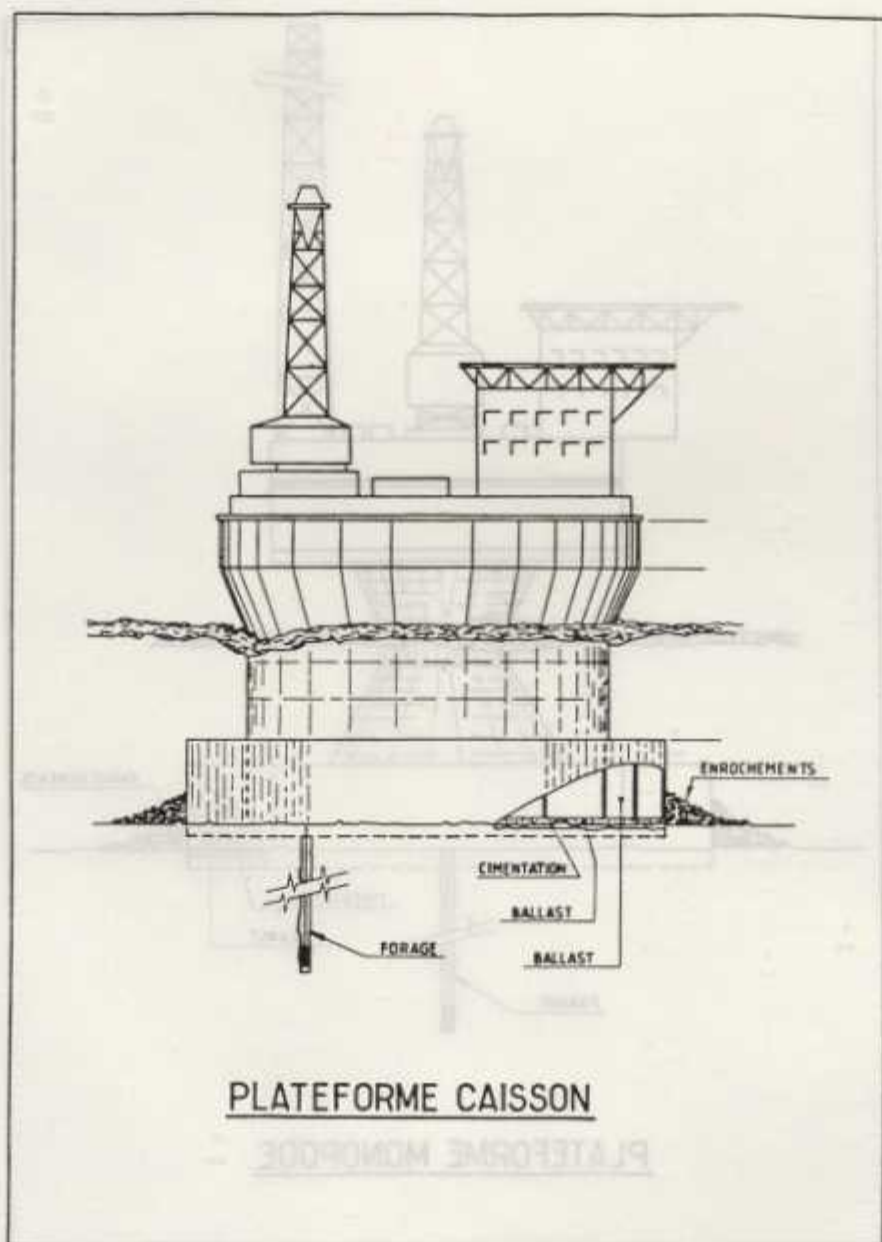 ENROCHEMENTS
CIMENTATION
BALLAST
FORAGE
BALLAST
PLATEFORME CAISSON
PLATEFORME MONOPODE